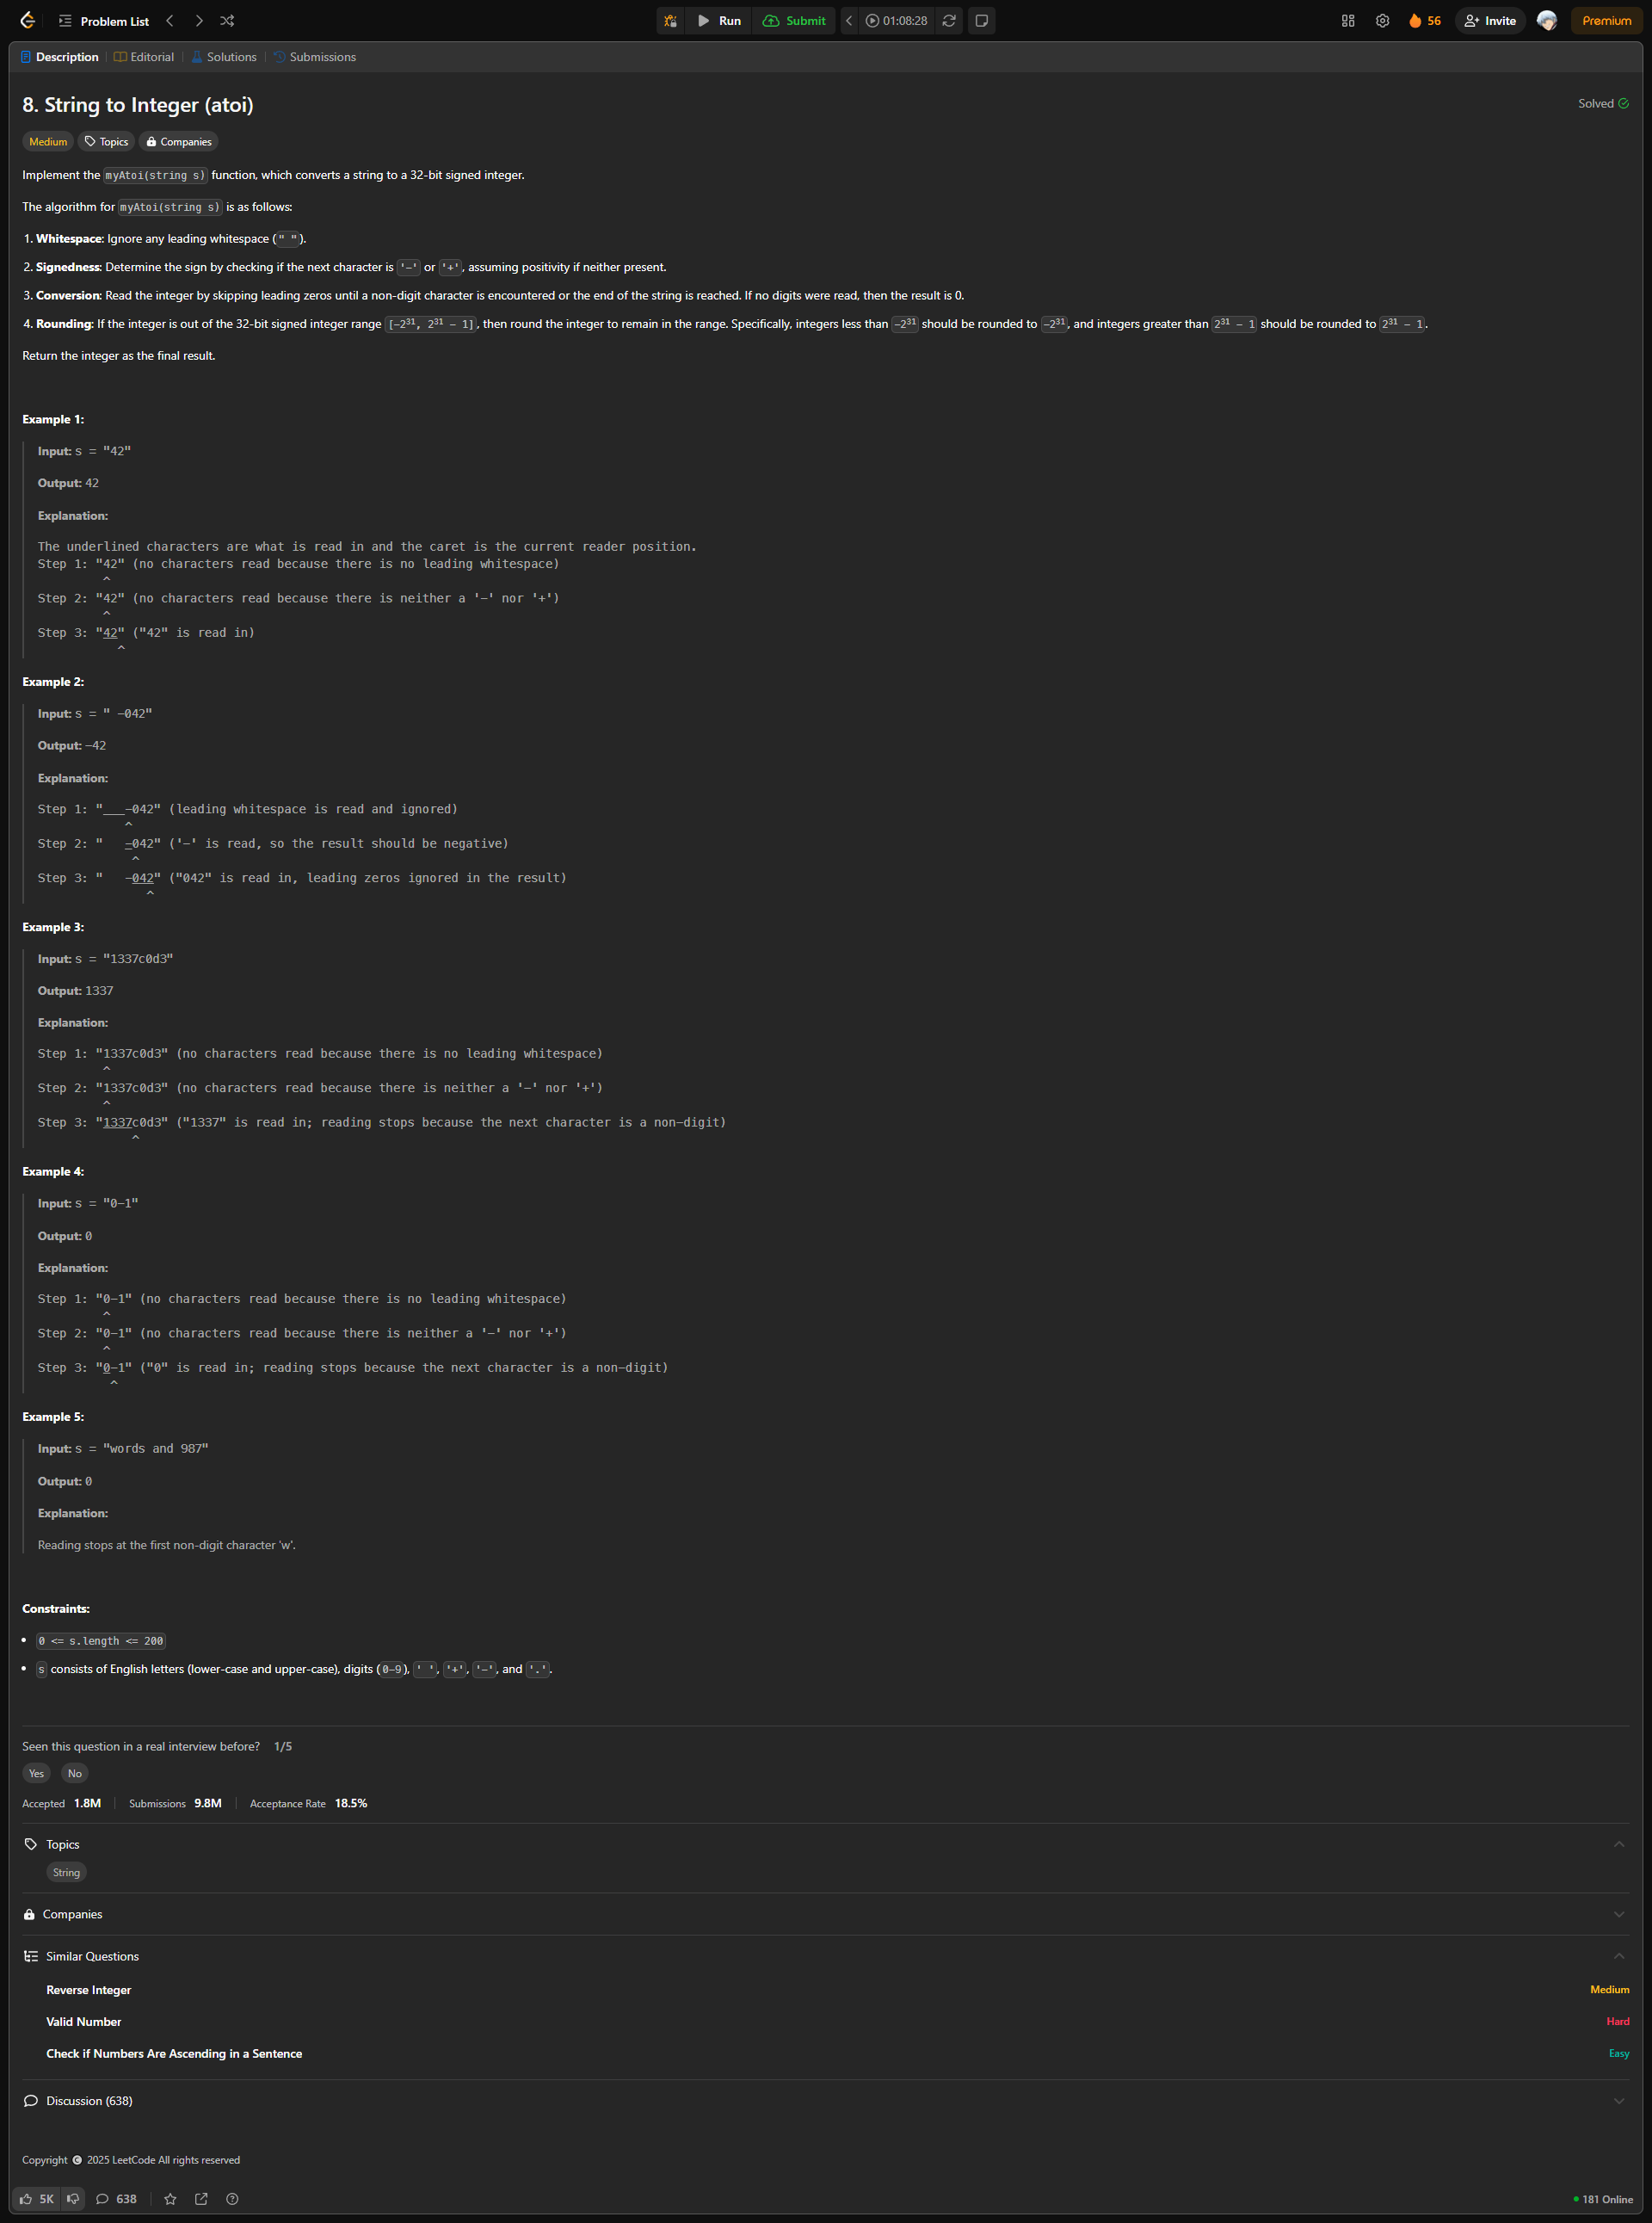 Problem List
Run
Submit
01:08:28
56
Invite
Premium
Description
Editorial
Solutions
Submissions
8. String to Integer (atoi)
Solved
Medium
Topics
Companies
Implement the myAtoi(string s) function, which converts a string to a 32-bit signed integer.
The algorithm for myAtoi(string s) is as follows:
1. Whitespace: Ignore any leading whitespace (" ").
2. Signedness: Determine the sign by checking if the next character is '-' or '+', assuming positivity if neither present.
3. Conversion: Read the integer by skipping leading zeros until a non-digit character is encountered or the end of the string is reached. If no digits were read, then the result is 0.
4. Rounding: If the integer is out of the 32-bit signed integer range [-2³¹, 2³¹ - 1], then round the integer to remain in the range. Specifically, integers less than -2³¹ should be rounded to -2³¹, and integers greater than 2³¹ - 1 should be rounded to 2³¹ - 1.
Return the integer as the final result.
Example 1:
Input: s = "42"
Output: 42
Explanation:
The underlined characters are what is read in and the caret is the current reader position.
Step 1: "42" (no characters read because there is no leading whitespace)
^
Step 2: "42" (no characters read because there is neither a '-' nor '+')
^
Step 3: "42" ("42" is read in)
^
Example 2:
Input: s = " -042"
Output: -42
Explanation:
Step 1: "___-042" (leading whitespace is read and ignored)
^
Step 2: "   -042" ('-' is read, so the result should be negative)
^
Step 3: "   -042" ("042" is read in, leading zeros ignored in the result)
^
Example 3:
Input: s = "1337c0d3"
Output: 1337
Explanation:
Step 1: "1337c0d3" (no characters read because there is no leading whitespace)
^
Step 2: "1337c0d3" (no characters read because there is neither a '-' nor '+')
^
Step 3: "1337c0d3" ("1337" is read in; reading stops because the next character is a non-digit)
^
Example 4:
Input: s = "0-1"
Output: 0
Explanation:
Step 1: "0-1" (no characters read because there is no leading whitespace)
^
Step 2: "0-1" (no characters read because there is neither a '-' nor '+')
^
Step 3: "0-1" ("0" is read in; reading stops because the next character is a non-digit)
^
Example 5:
Input: s = "words and 987"
Output: 0
Explanation:
Reading stops at the first non-digit character 'w'.
Constraints:
• 0 <= s.length <= 200
• s consists of English letters (lower-case and upper-case), digits (0-9), ' ', '+', '-', and '.'.
Seen this question in a real interview before? 1/5
Yes No
Accepted 1.8M | Submissions 9.8M | Acceptance Rate 18.5%
Topics
String
Companies
Similar Questions
Reverse Integer Medium
Valid Number Hard
Check if Numbers Are Ascending in a Sentence Easy
Discussion (638)
Copyright © 2025 LeetCode All rights reserved
5K
638
181 Online